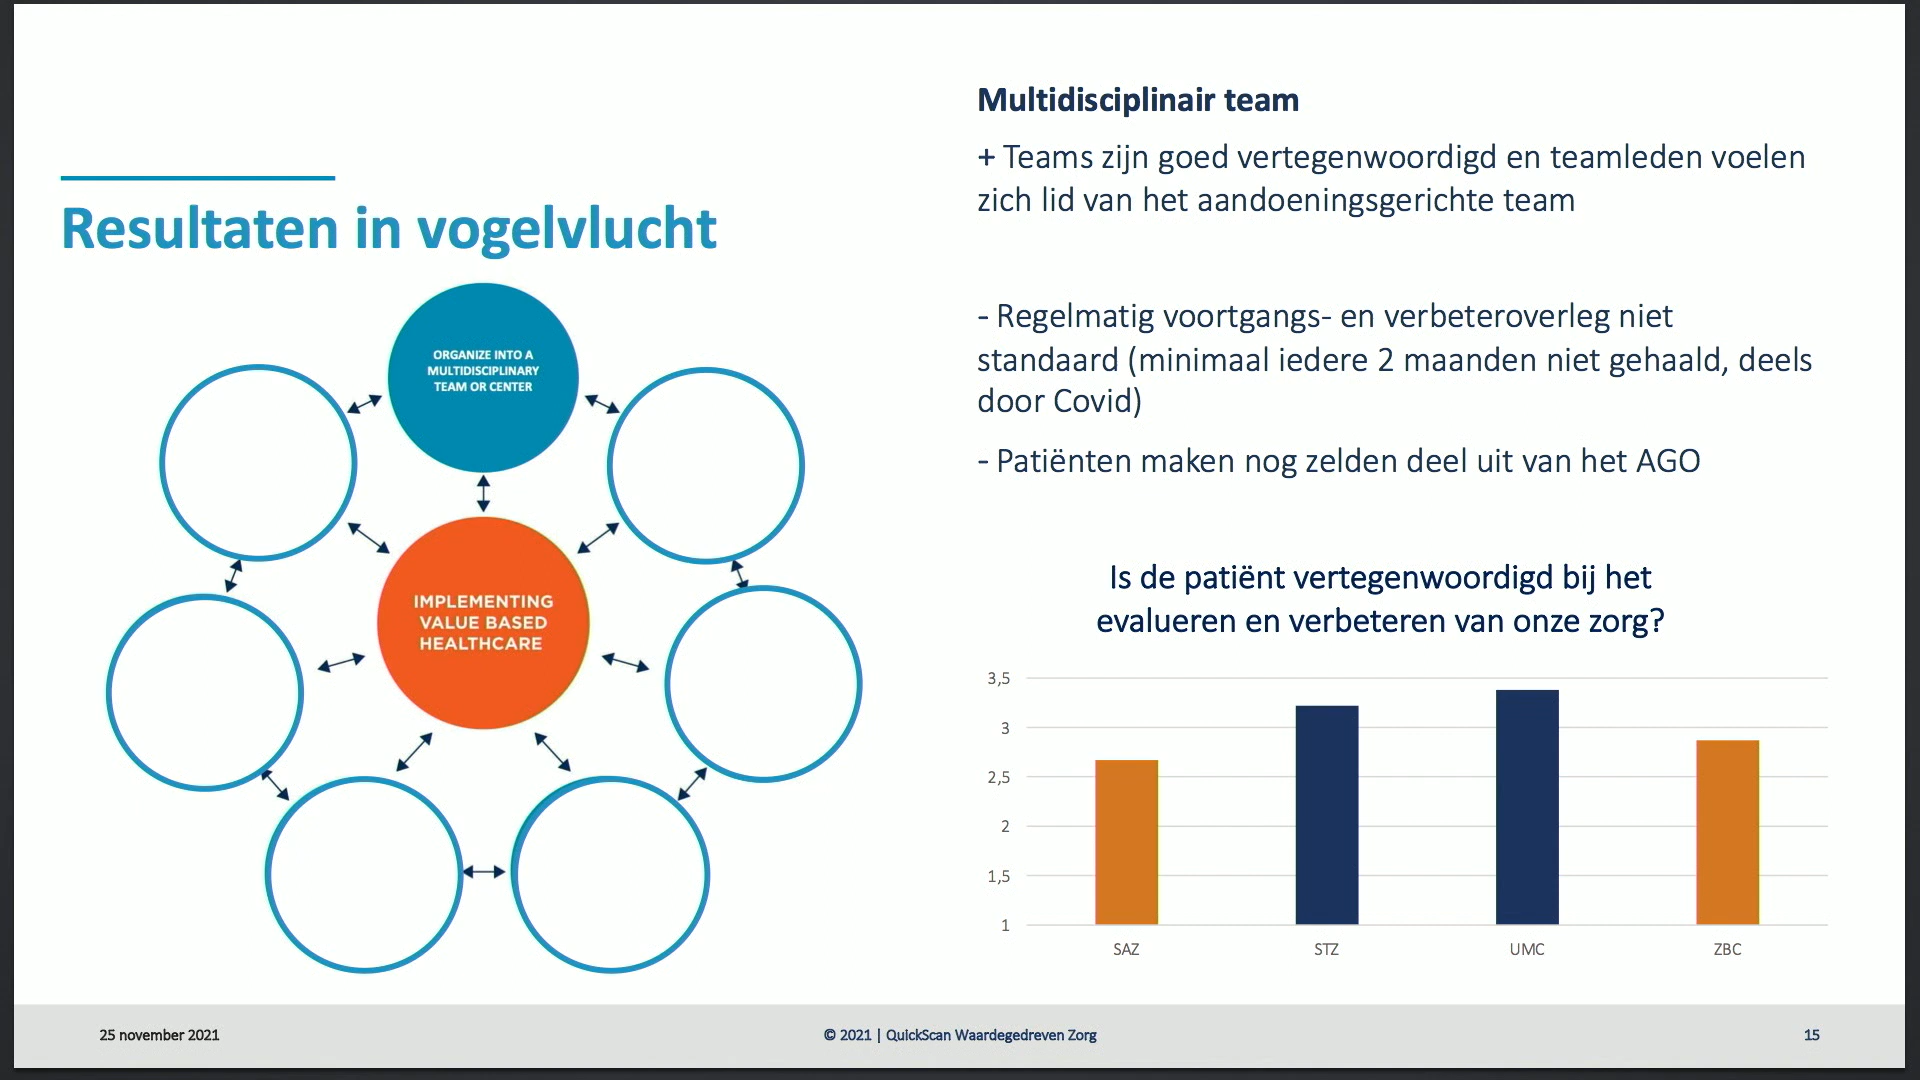 Resultaten in vogelvlucht
ORGANIZE INTO A
MULTIDISCIPLINARY
TEAM OR CENTER
IMPLEMENTING
VALUE BASED
HEALTHCARE
Multidisciplinair team
+ Teams zijn goed vertegenwoordigd en teamleden voelen
zich lid van het aandoeningsgerichte team
- Regelmatig voortgangs- en verbeteroverleg niet
standaard (minimaal iedere 2 maanden niet gehaald, deels
door Covid)
- Patiënten maken nog zelden deel uit van het AGO
Is de patiënt vertegenwoordigd bij het
evalueren en verbeteren van onze zorg?
3,5
3
2,5
2
1,5
1
SAZ STZ UMC ZBC
25 november 2021
© 2021 | QuickScan Waardegedreven Zorg
15